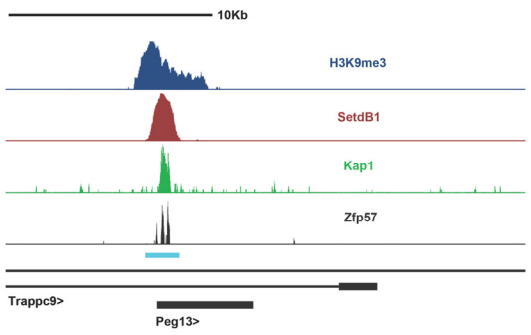 10Kb
H3K9me3
SetdB1
Kap1
Zfp57
Trappc9>
Peg13>